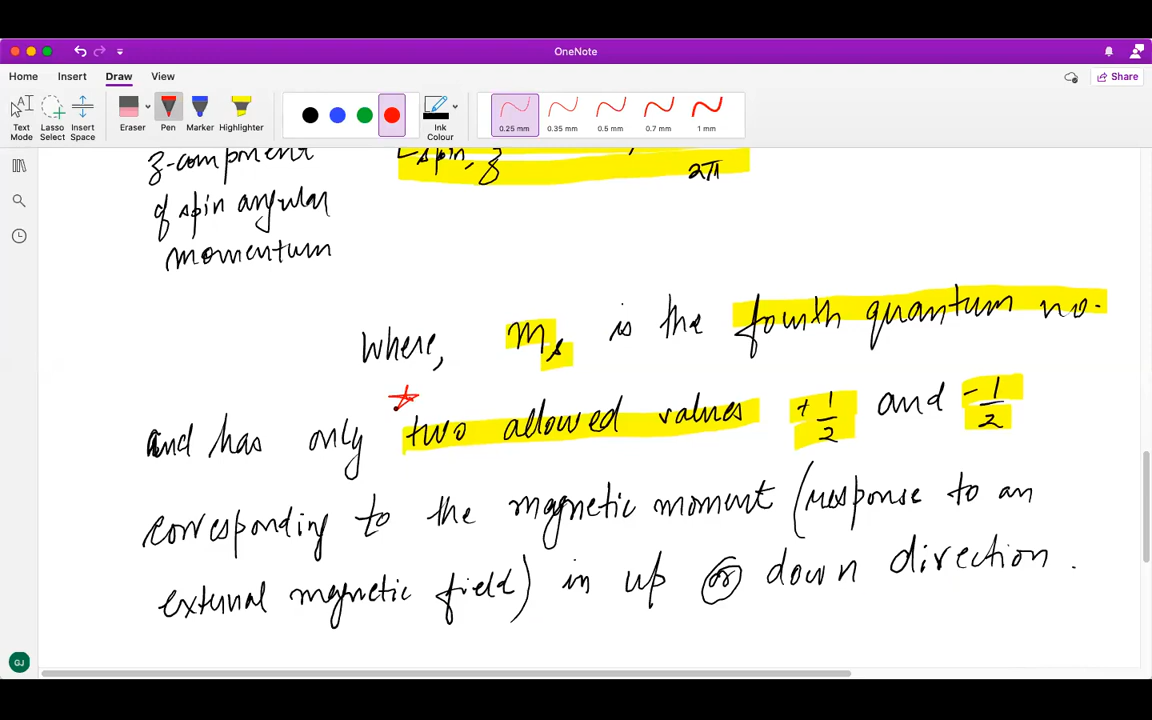 OneNote
Home Insert Draw View
Share
Text Mode
Lasso Select
Insert Space
Eraser
Pen
Marker
Highlighter
Ink Colour
0.25 mm
0.35 mm
0.5 mm
0.7 mm
1 mm
z-component
of spin angular
momentum
Lspin, z
2π
Where, ms is the fourth quantum no.
and has only two allowed values +1/2 and -1/2
corresponding to the magnetic moment (response to an
external magnetic field) in up or down direction.
GJ